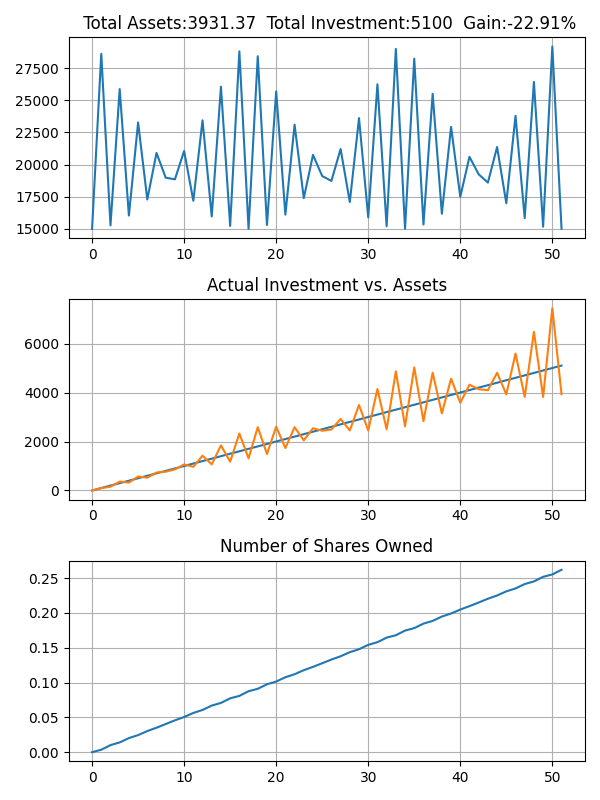 Total Assets:3931.37 Total Investment:5100 Gain:-22.91%
27500
25000
22500
20000
17500
15000
0 10 20 30 40 50
Actual Investment vs. Assets
6000
4000
2000
0
0 10 20 30 40 50
Number of Shares Owned
0.25
0.20
0.15
0.10
0.05
0.00
0 10 20 30 40 50